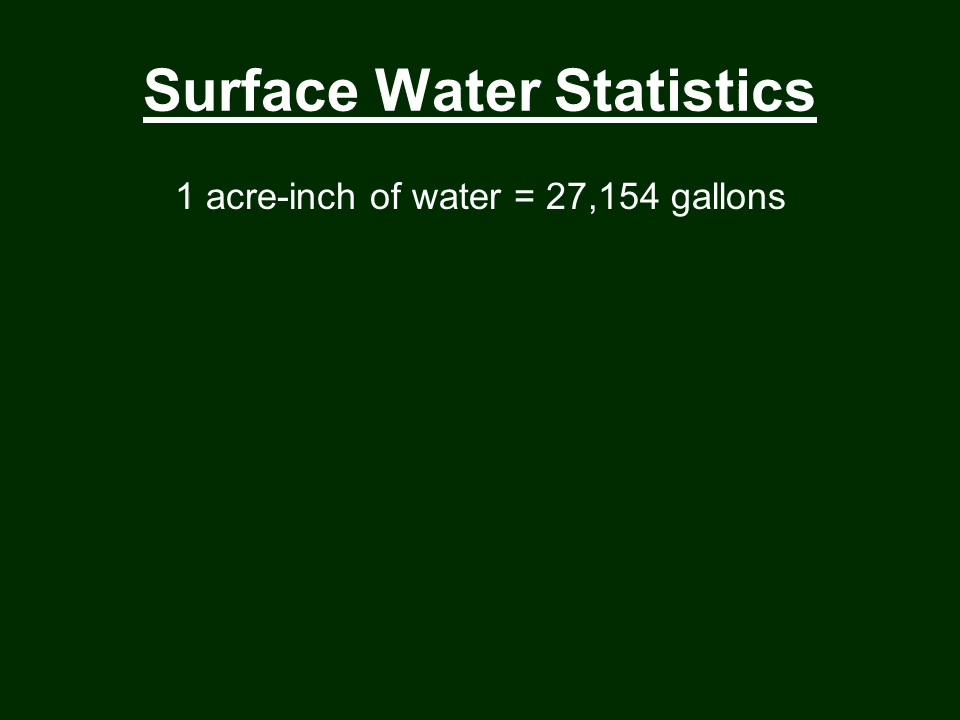 Surface Water Statistics
1 acre-inch of water = 27,154 gallons